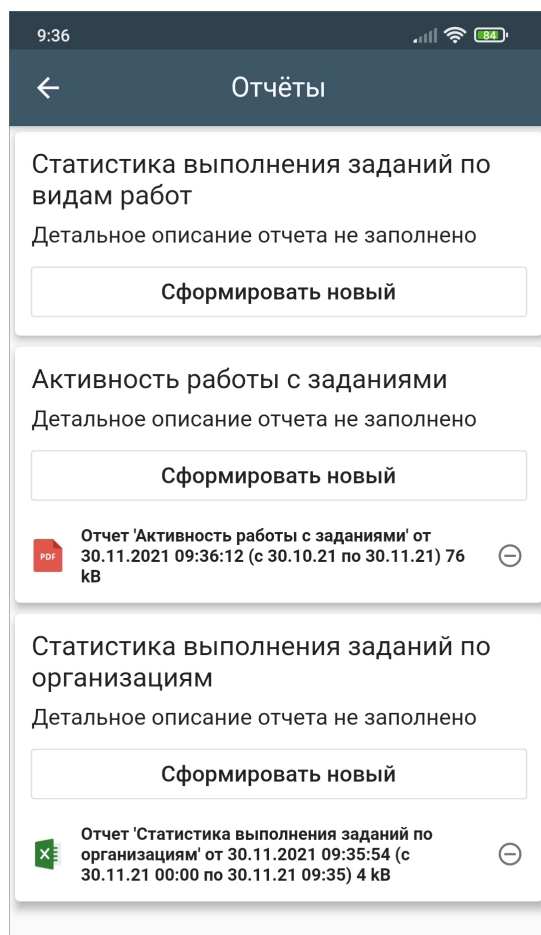 9:36
84
Отчёты
Статистика выполнения заданий по
видам работ
Детальное описание отчета не заполнено
Сформировать новый
Активность работы с заданиями
Детальное описание отчета не заполнено
Сформировать новый
PDF
Отчет 'Активность работы с заданиями' от
30.11.2021 09:36:12 (с 30.10.21 по 30.11.21) 76
kB
Статистика выполнения заданий по
организациям
Детальное описание отчета не заполнено
Сформировать новый
X
Отчет 'Статистика выполнения заданий по
организациям' от 30.11.2021 09:35:54 (с
30.11.21 00:00 по 30.11.21 09:35) 4 kB